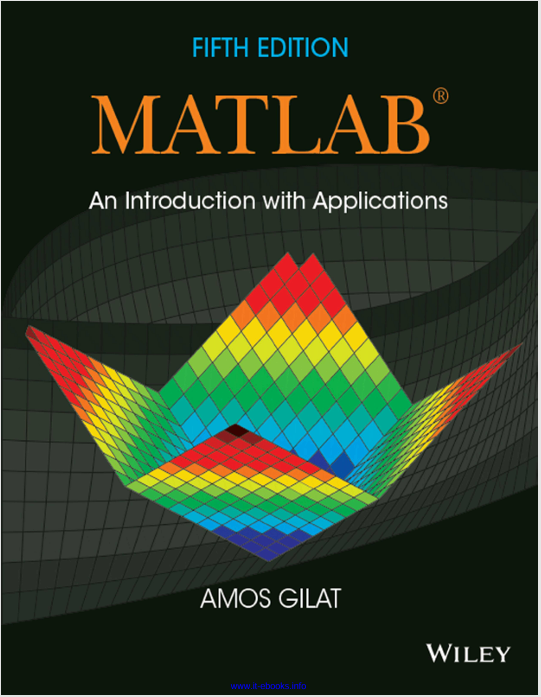 FIFTH EDITION
MATLAB®
An Introduction with Applications
AMOS GILAT
WILEY